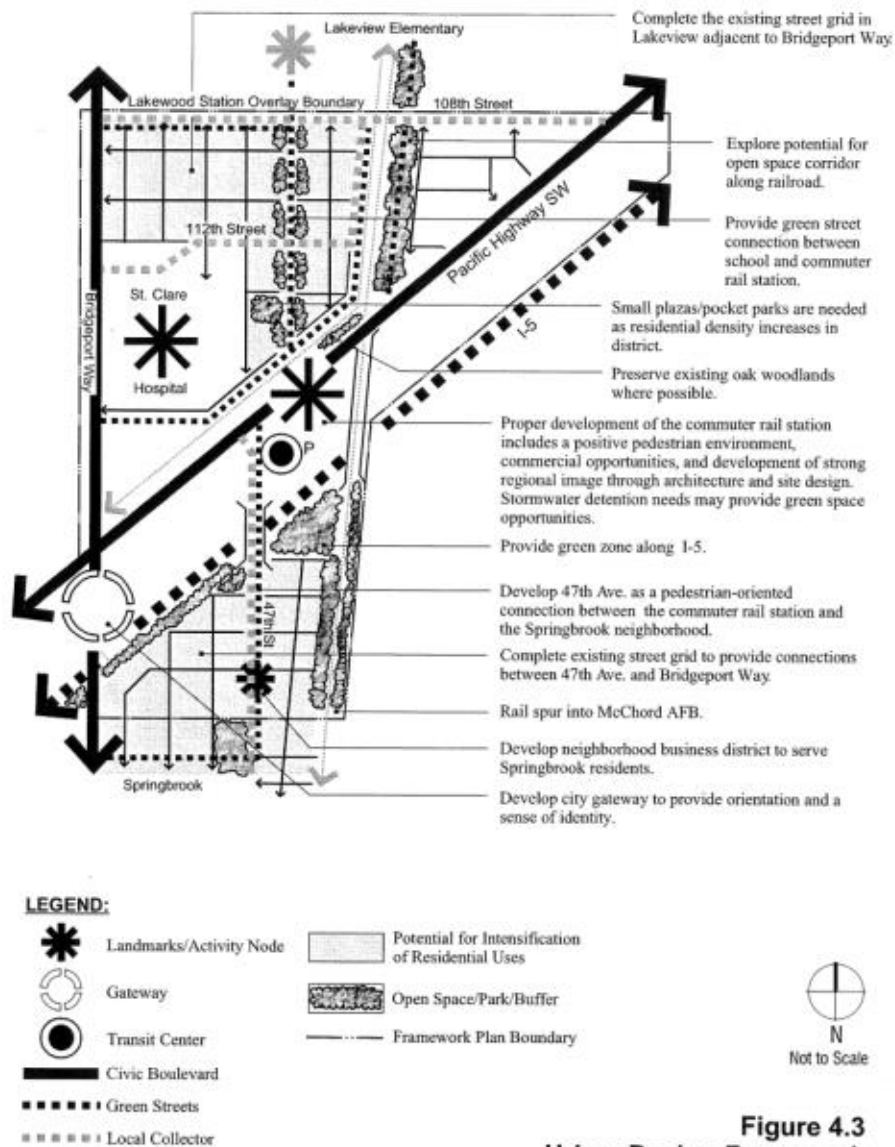 Lakeview Elementary
Complete the existing street grid in
Lakeview adjacent to Bridgeport Way.
Lakewood Station Overlay Boundary
108th Street
Explore potential for
open space corridor
along railroad.
Pacific Highway SW
Provide green street
connection between
school and commuter
rail station.
112th Street
St. Clare
Hospital
Bridgeport Way
I-5
Small plazas/pocket parks are needed
as residential density increases in
district.
Preserve existing oak woodlands
where possible.
P
Proper development of the commuter rail station
includes a positive pedestrian environment,
commercial opportunities, and development of strong
regional image through architecture and site design.
Stormwater detention needs may provide green space
opportunities.
Provide green zone along I-5.
47th St
Develop 47th Ave. as a pedestrian-oriented
connection between the commuter rail station and
the Springbrook neighborhood.
Complete existing street grid to provide connections
between 47th Ave. and Bridgeport Way.
Rail spur into McChord AFB.
Develop neighborhood business district to serve
Springbrook residents.
Springbrook
Develop city gateway to provide orientation and a
sense of identity.
LEGEND:
Landmarks/Activity Node
Gateway
Transit Center
Civic Boulevard
Green Streets
Local Collector
Potential for Intensification
of Residential Uses
Open Space/Park/Buffer
Framework Plan Boundary
N
Not to Scale
Figure 4.3